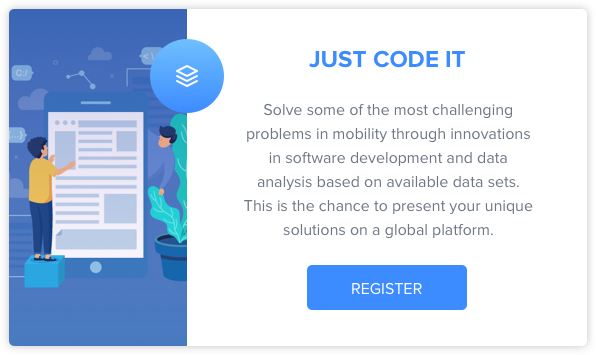 JUST CODE IT
C:/
< \
...}
Solve some of the most challenging
problems in mobility through innovations
in software development and data
analysis based on available data sets.
This is the chance to present your unique
solutions on a global platform.
REGISTER